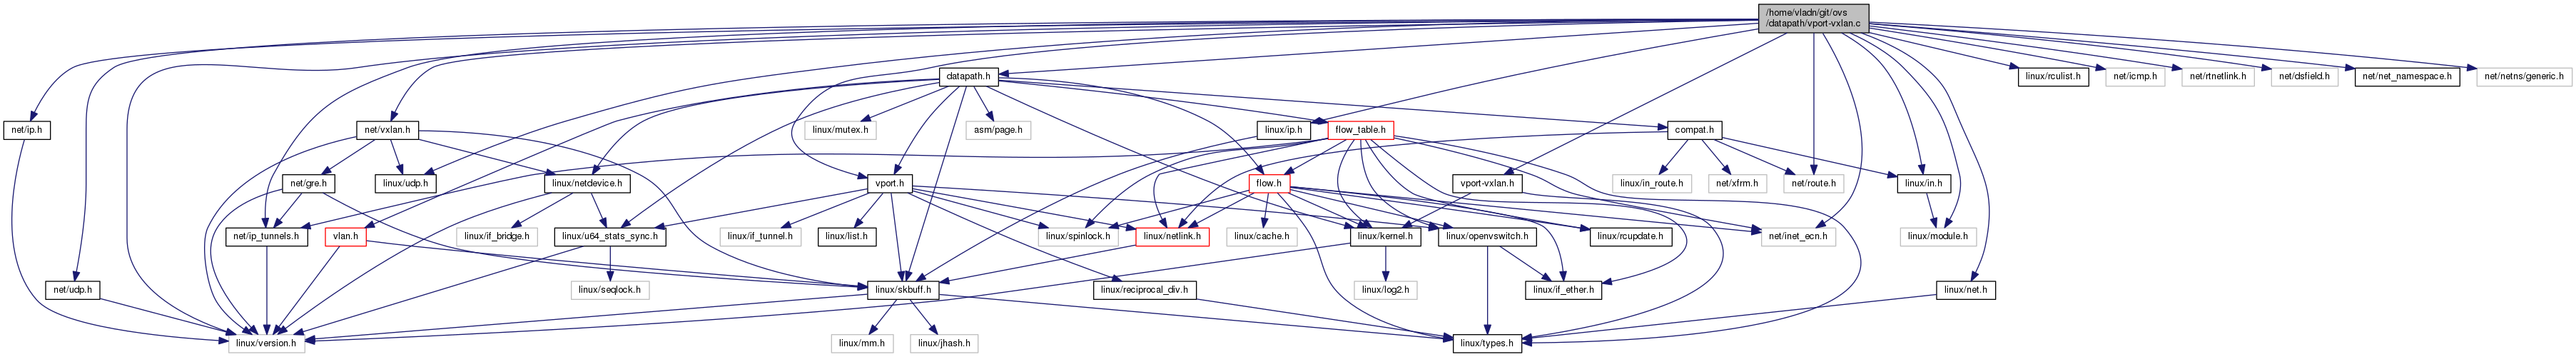 /home/vladn/git/ovs
/datapath/vport-vxlan.c
datapath.h
linux/rculist.h
net/icmp.h
net/rtnetlink.h
net/dsfield.h
net/net_namespace.h
net/netns/generic.h
net/ip.h
net/vxlan.h
linux/mutex.h
asm/page.h
linux/ip.h
flow_table.h
compat.h
net/gre.h
linux/udp.h
linux/netdevice.h
vport.h
flow.h
vport-vxlan.h
linux/in_route.h
net/xfrm.h
net/route.h
linux/in.h
net/ip_tunnels.h
vlan.h
linux/if_bridge.h
linux/u64_stats_sync.h
linux/if_tunnel.h
linux/list.h
linux/spinlock.h
linux/netlink.h
linux/cache.h
linux/kernel.h
linux/openvswitch.h
linux/rcupdate.h
net/inet_ecn.h
linux/module.h
net/udp.h
linux/seqlock.h
linux/skbuff.h
linux/reciprocal_div.h
linux/log2.h
linux/if_ether.h
linux/net.h
linux/version.h
linux/mm.h
linux/jhash.h
linux/types.h